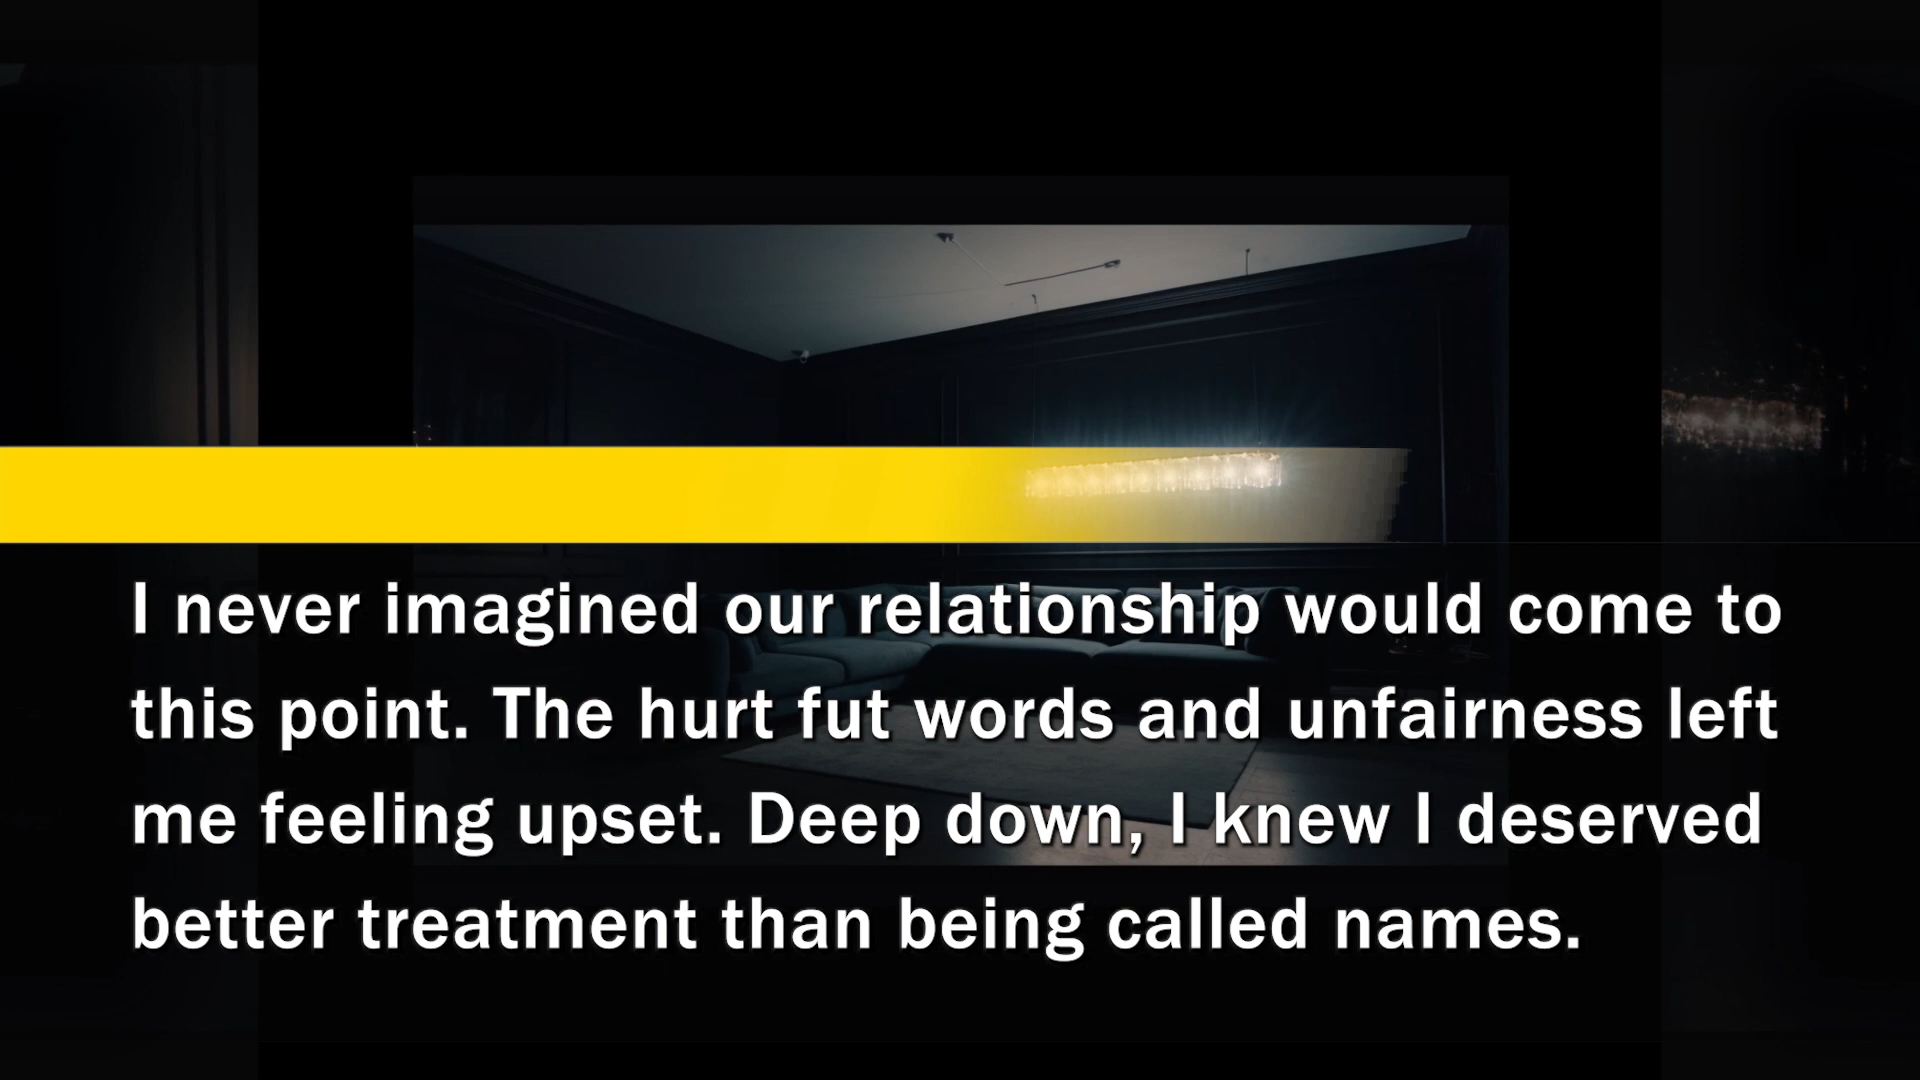 I never imagined our relationship would come to
this point. The hurt fut words and unfairness left
me feeling upset. Deep down, I knew I deserved
better treatment than being called names.